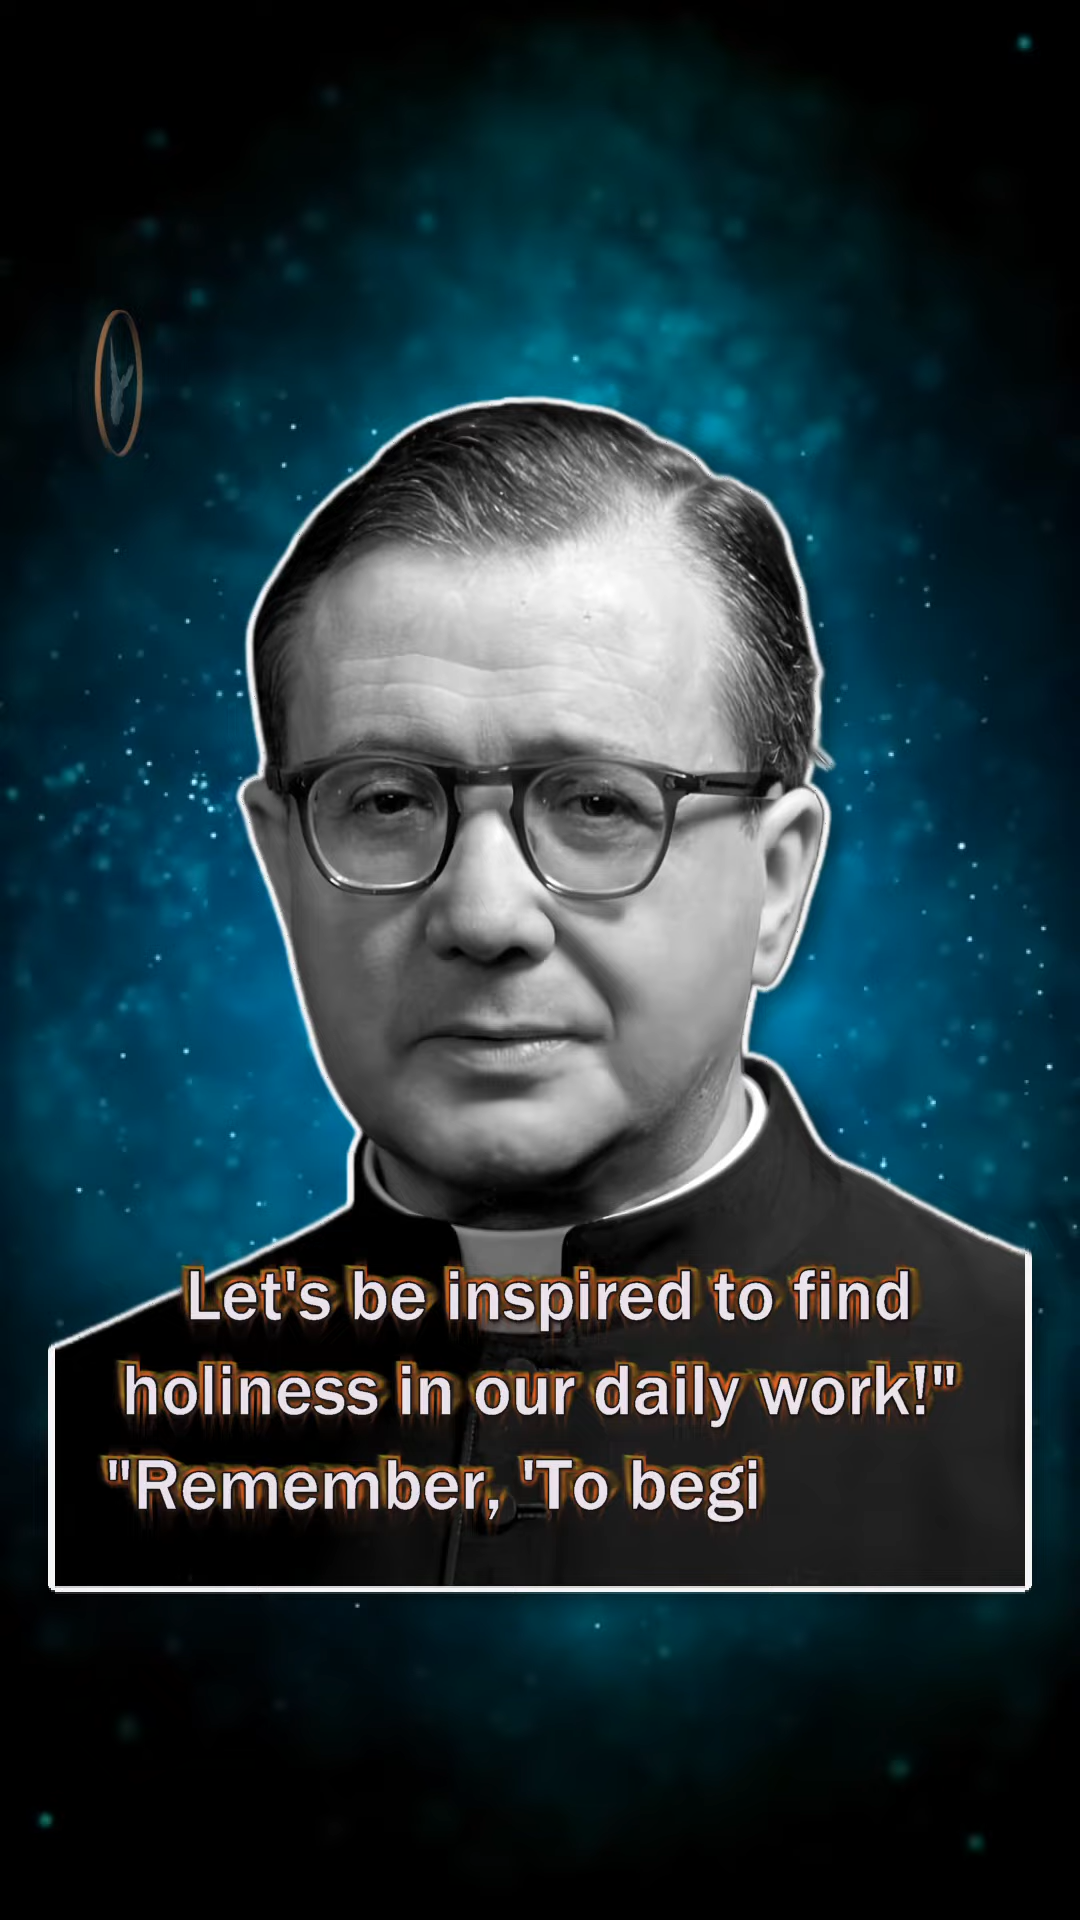 Let's be inspired to find
holiness in our daily work!"
"Remember, 'To begi